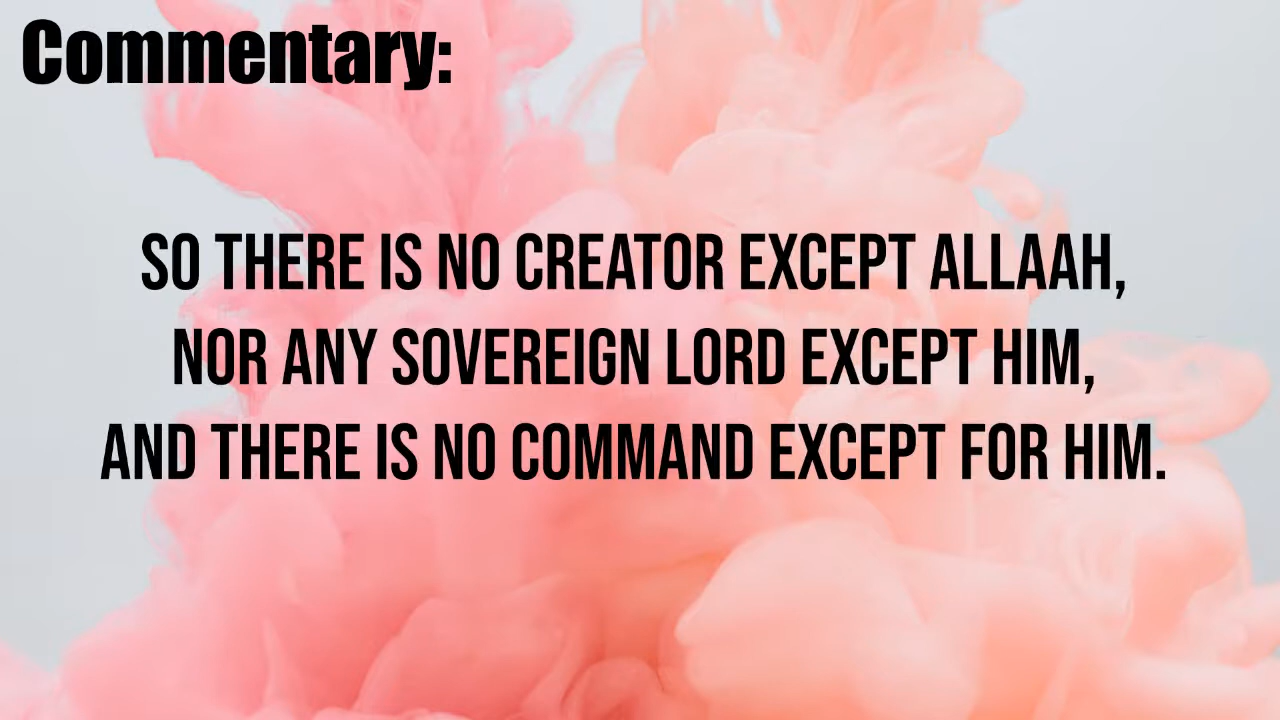 Commentary:
SO THERE IS NO CREATOR EXCEPT ALLAAH,
NOR ANY SOVEREIGN LORD EXCEPT HIM,
AND THERE IS NO COMMAND EXCEPT FOR HIM.